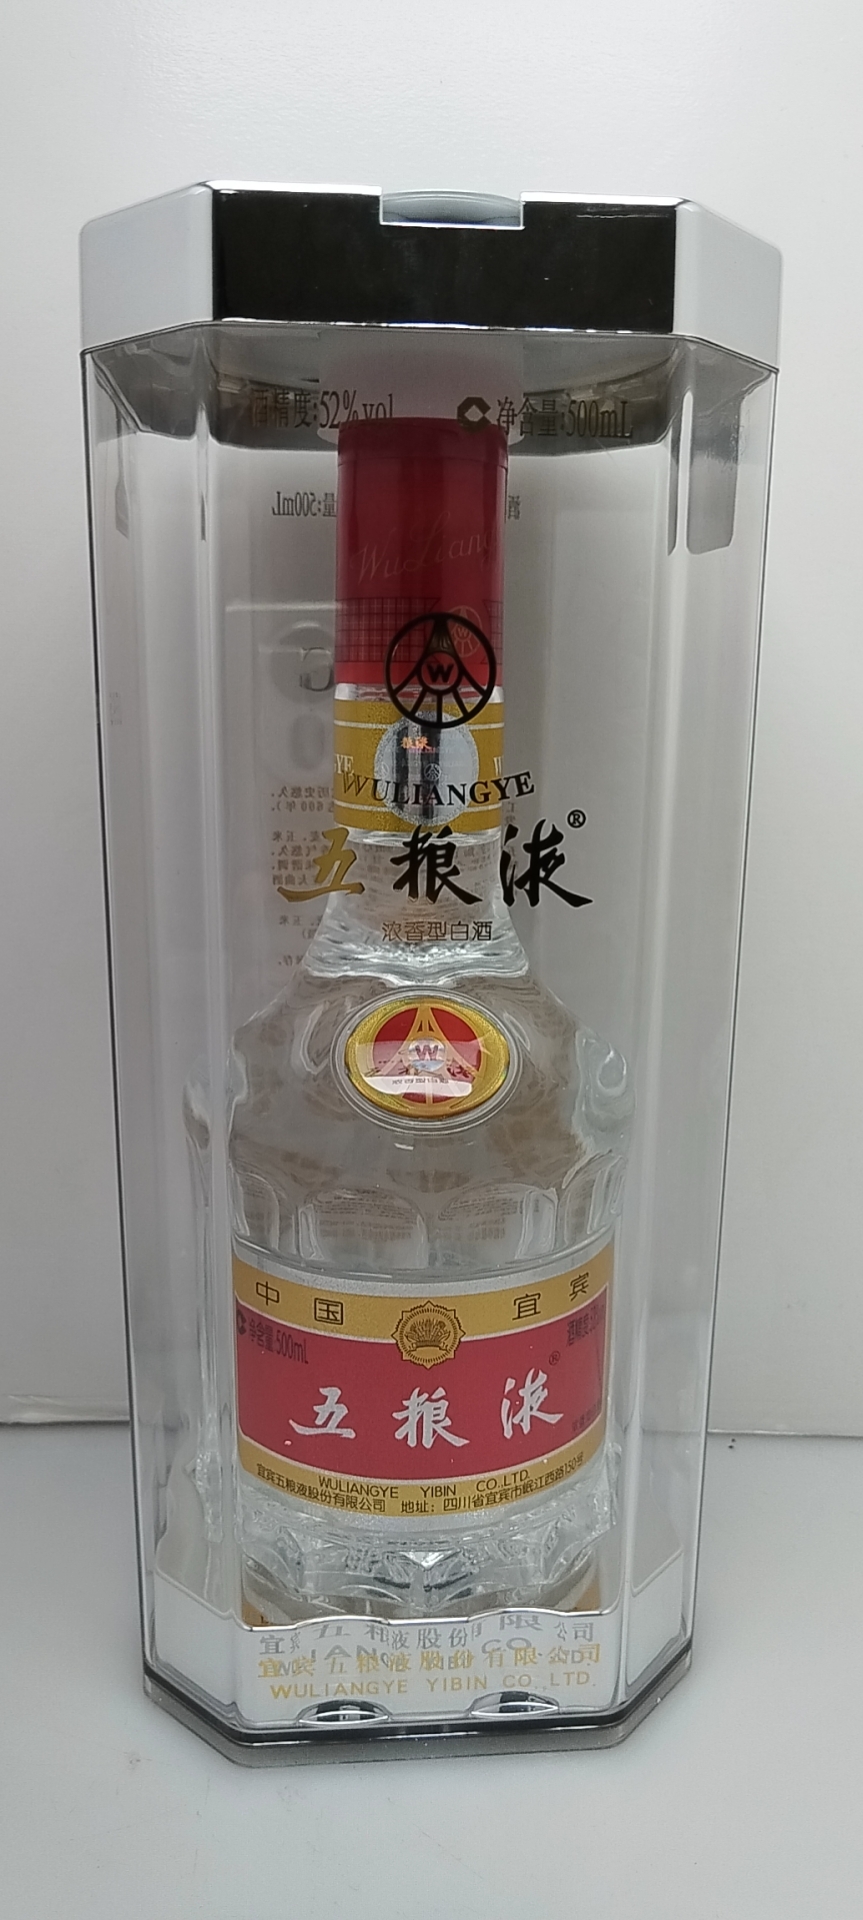 酒精度:52%vol 净含量:500mL
W
WULIANGYE
五粮液®
浓香型白酒
W
中国 宜宾
净含量:500mL
五粮液®
WULIANGYE YIBIN CO.,LTD.
宜宾五粮液股份有限公司 地址:四川省宜宾市岷江西路150号
宜宾五粮液股份有限公司
WULIANGYE YIBIN CO.,LTD.